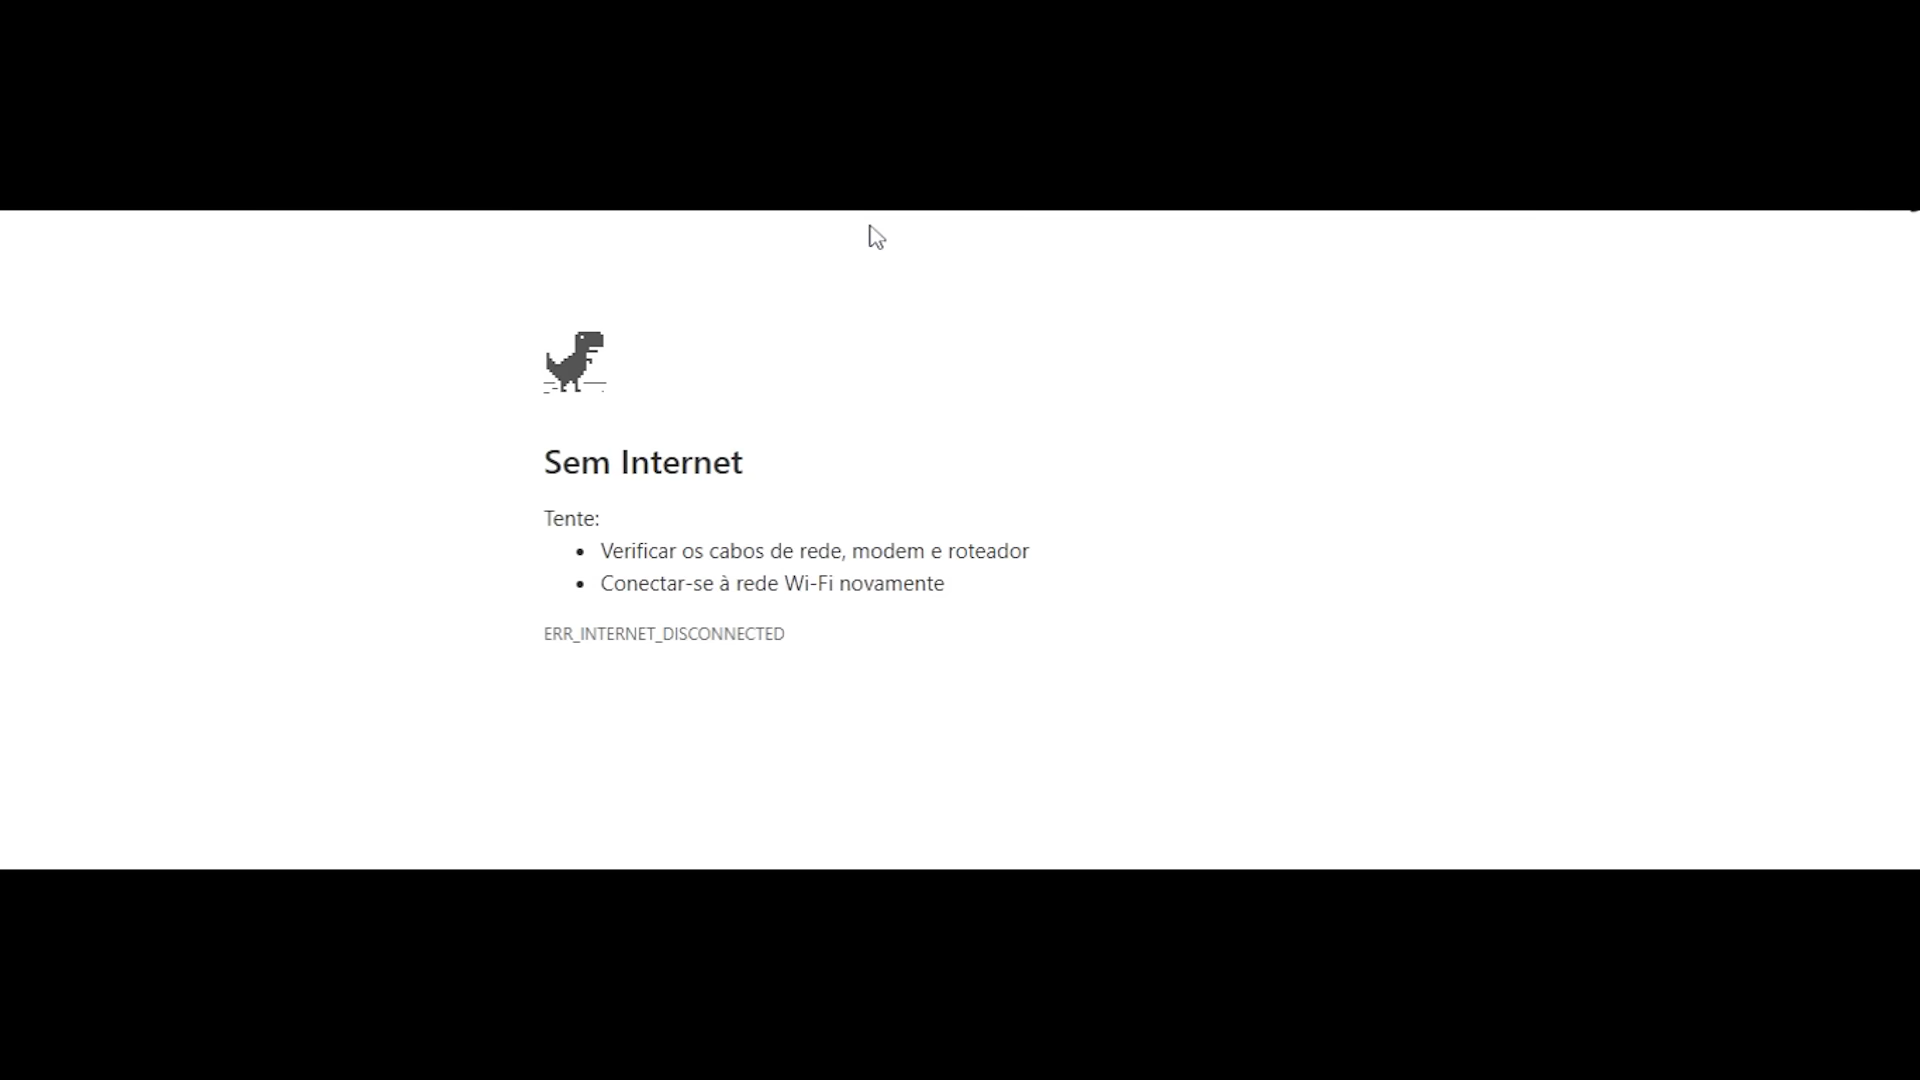 Sem Internet
Tente:
Verificar os cabos de rede, modem e roteador
Conectar-se à rede Wi-Fi novamente
ERR_INTERNET_DISCONNECTED